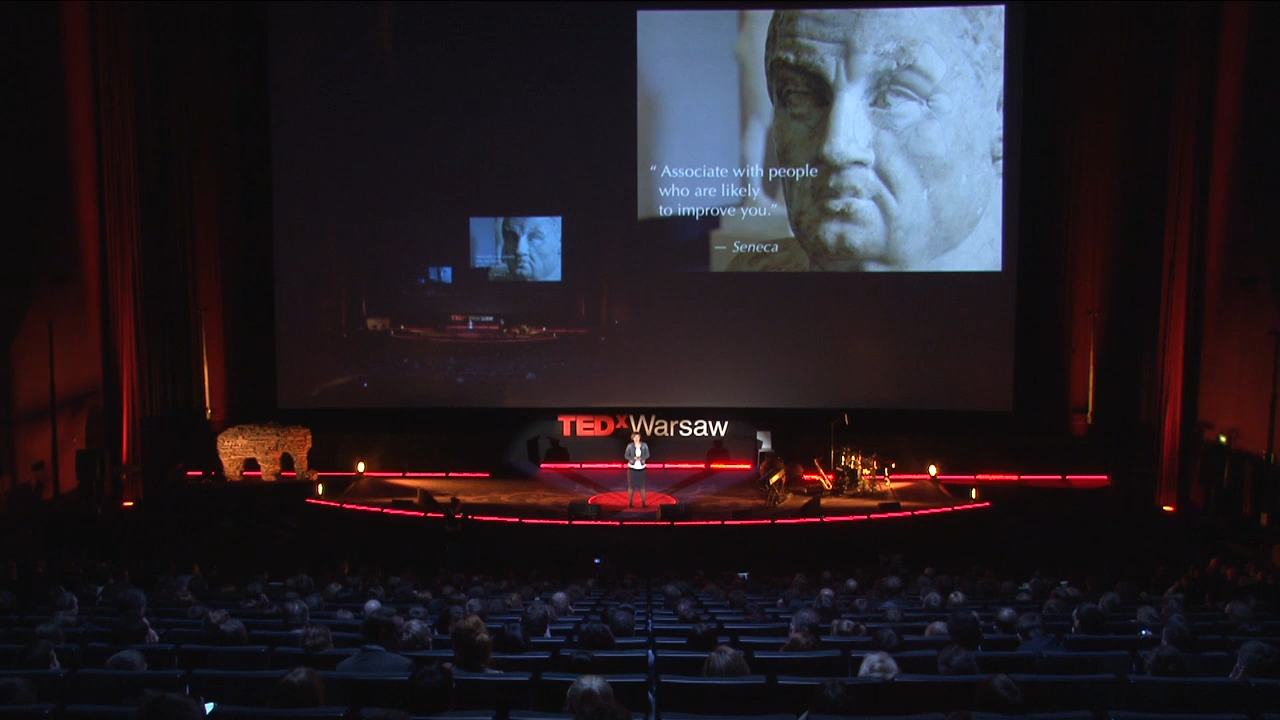 “ Associate with people
who are likely
to improve you.”
— Seneca
TEDxWarsaw